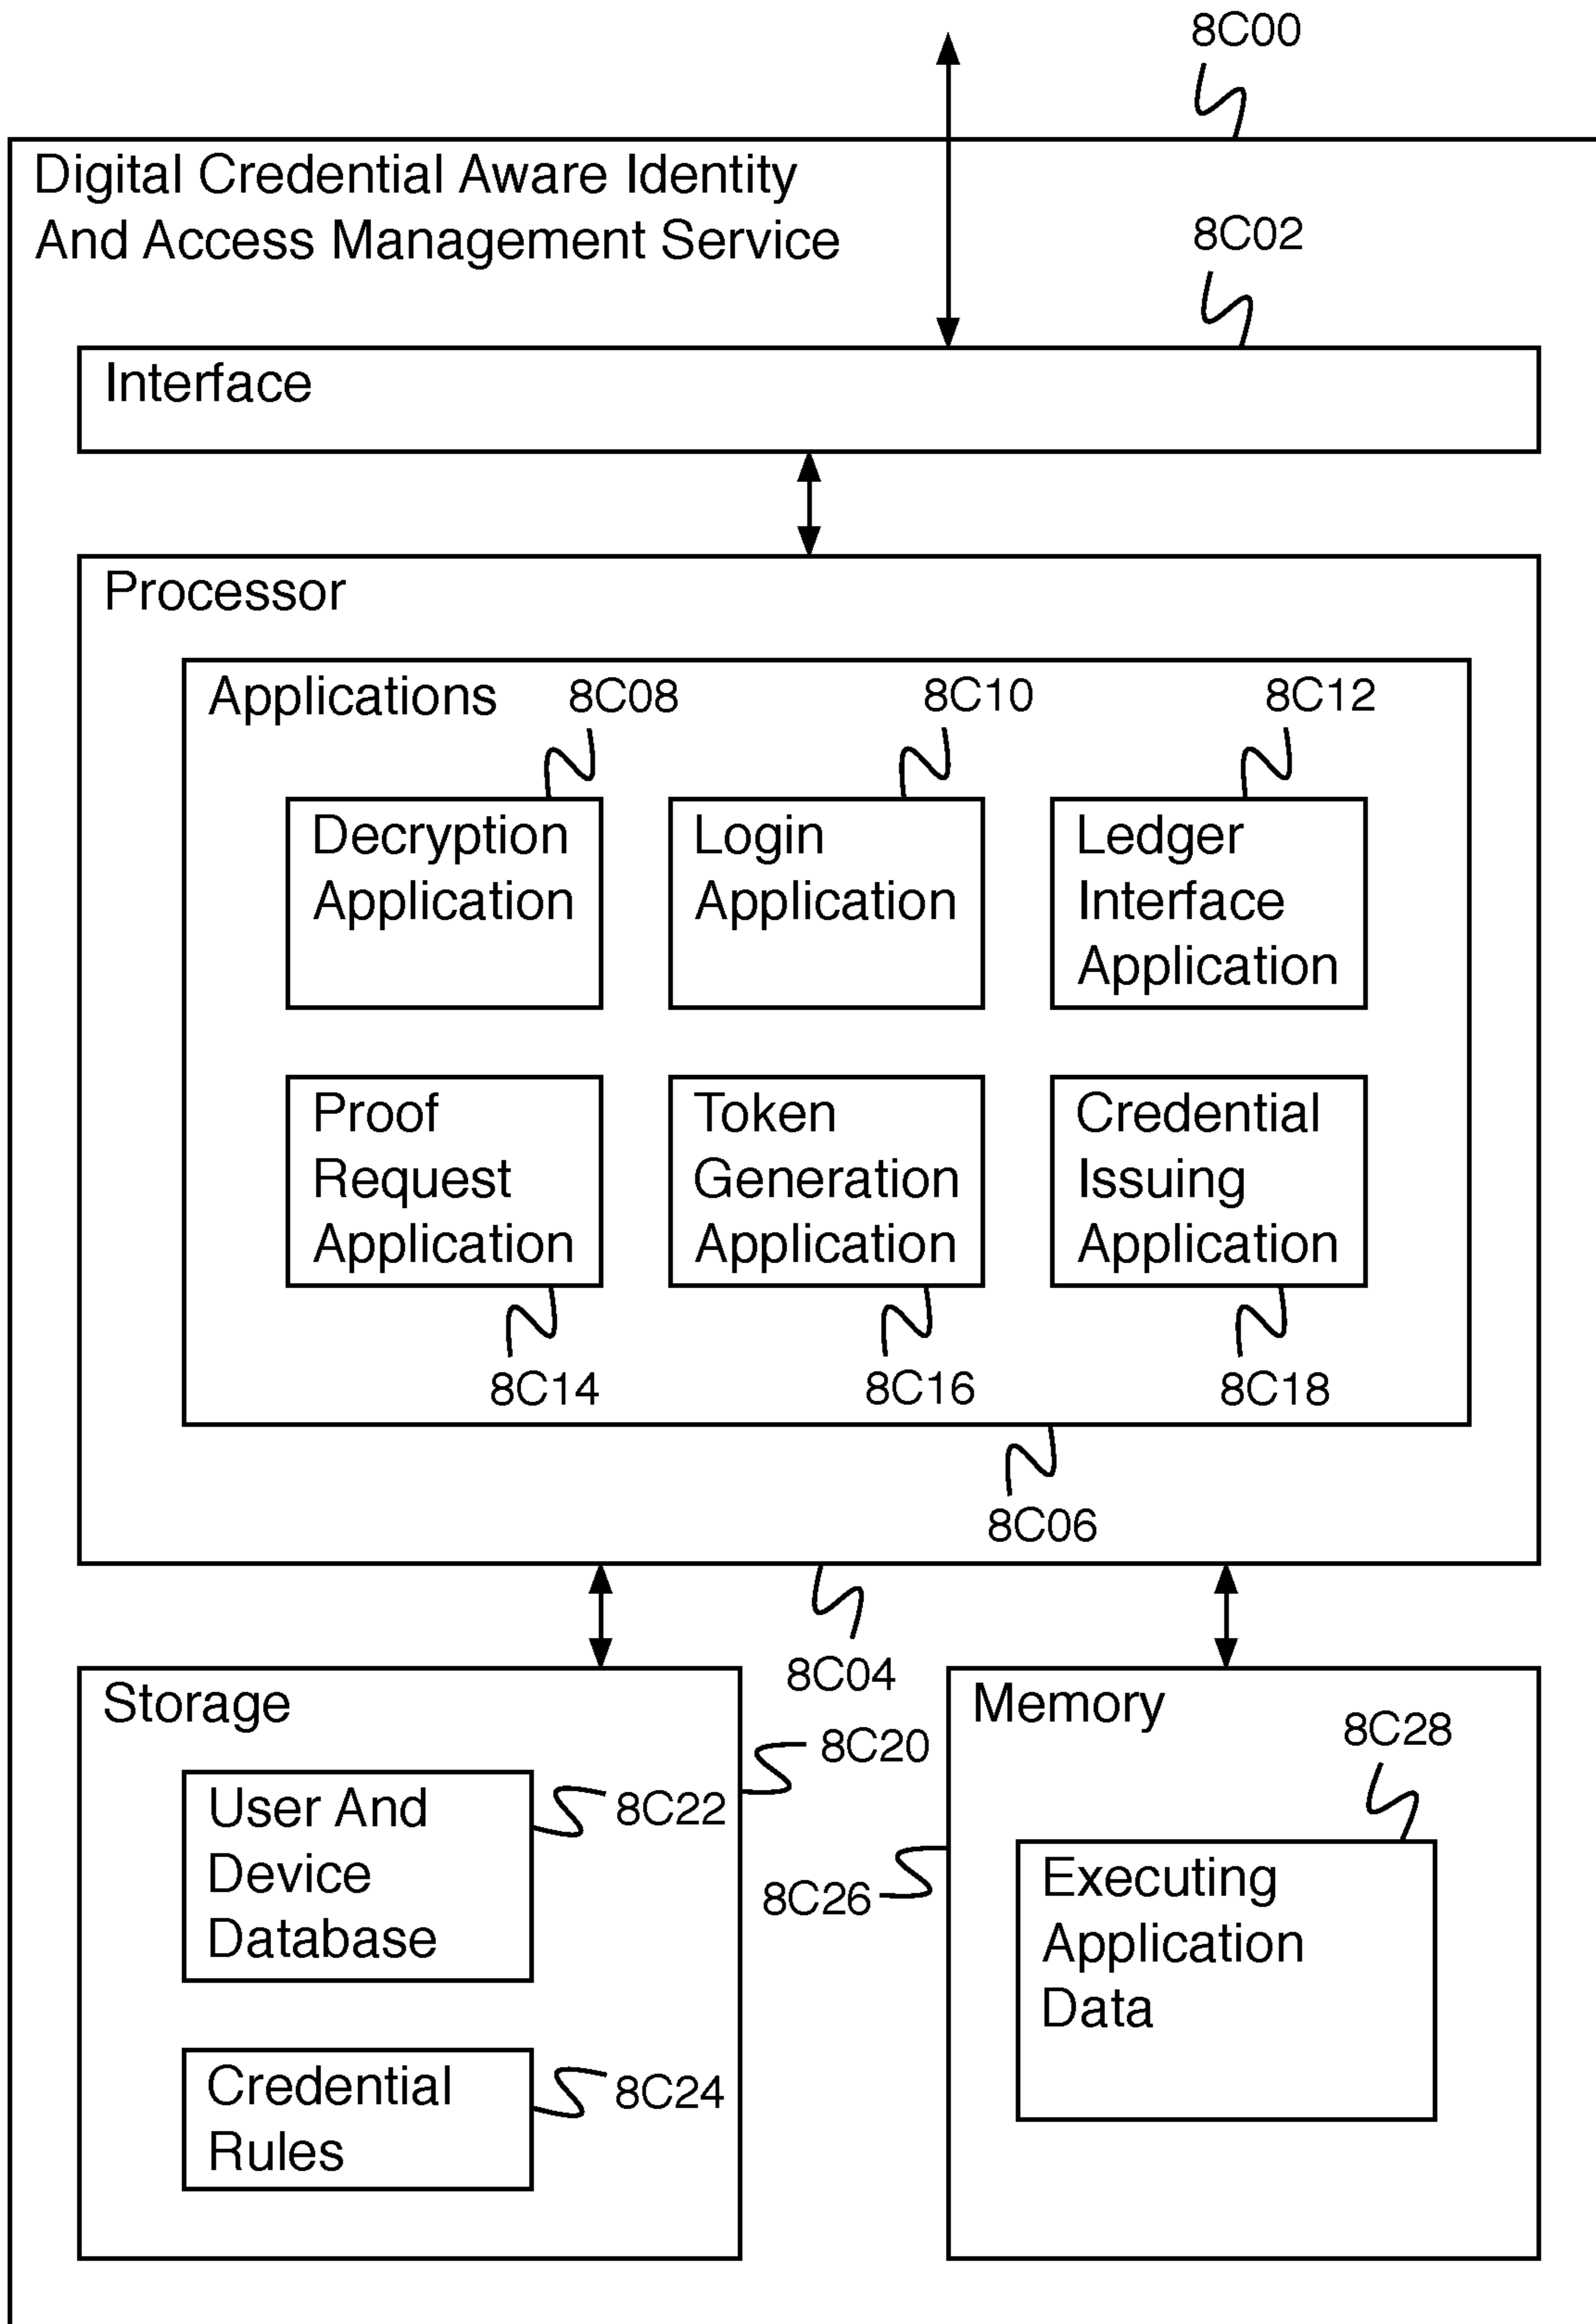 8C00
Digital Credential Aware Identity
And Access Management Service
8C02
Interface
Processor
Applications
8C08
8C10
8C12
Decryption
Application
Login
Application
Ledger
Interface
Application
Proof
Request
Application
Token
Generation
Application
Credential
Issuing
Application
8C14
8C16
8C18
8C06
8C04
Storage
8C20
User And
Device
Database
8C22
Credential
Rules
8C24
Memory
8C28
8C26
Executing
Application
Data